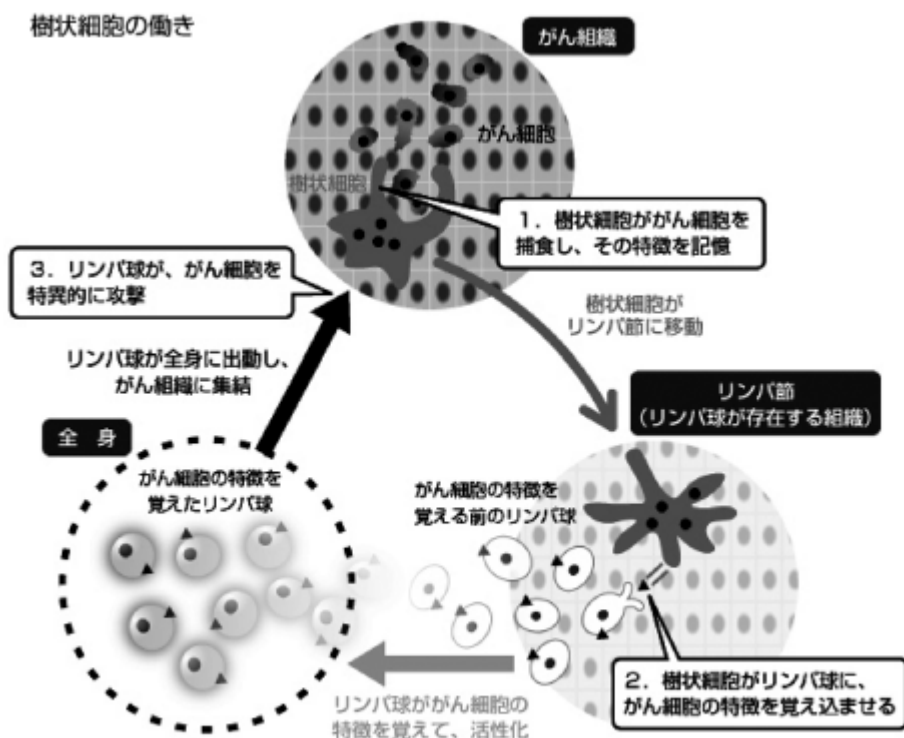 樹状細胞の働き
がん組織
がん細胞
樹状細胞
1．樹状細胞ががん細胞を
捕食し、その特徴を記憶
樹状細胞が
リンパ節に移動
リンパ節
（リンパ球が存在する組織）
がん細胞の特徴を
覚える前のリンパ球
2．樹状細胞がリンパ球に、
がん細胞の特徴を覚え込ませる
リンパ球ががん細胞の
特徴を覚えて、活性化
全 身
がん細胞の特徴を
覚えたリンパ球
リンパ球が全身に出動し、
がん組織に集結
3．リンパ球が、がん細胞を
特異的に攻撃